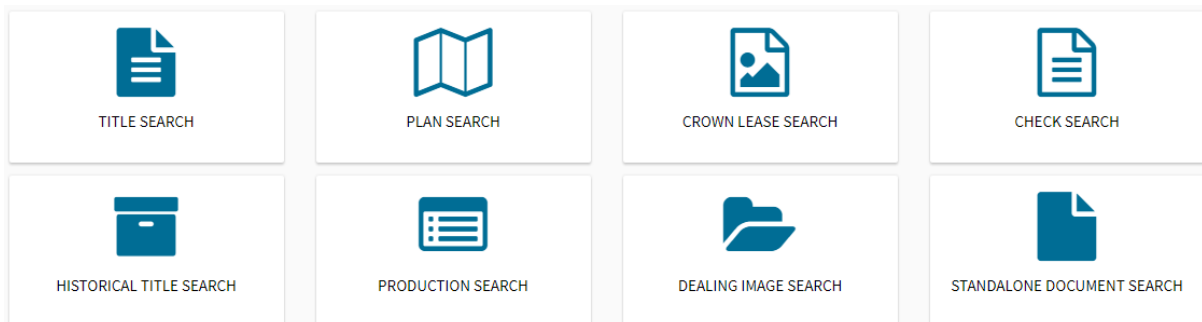 TITLE SEARCH
PLAN SEARCH
CROWN LEASE SEARCH
CHECK SEARCH
HISTORICAL TITLE SEARCH
PRODUCTION SEARCH
DEALING IMAGE SEARCH
STANDALONE DOCUMENT SEARCH